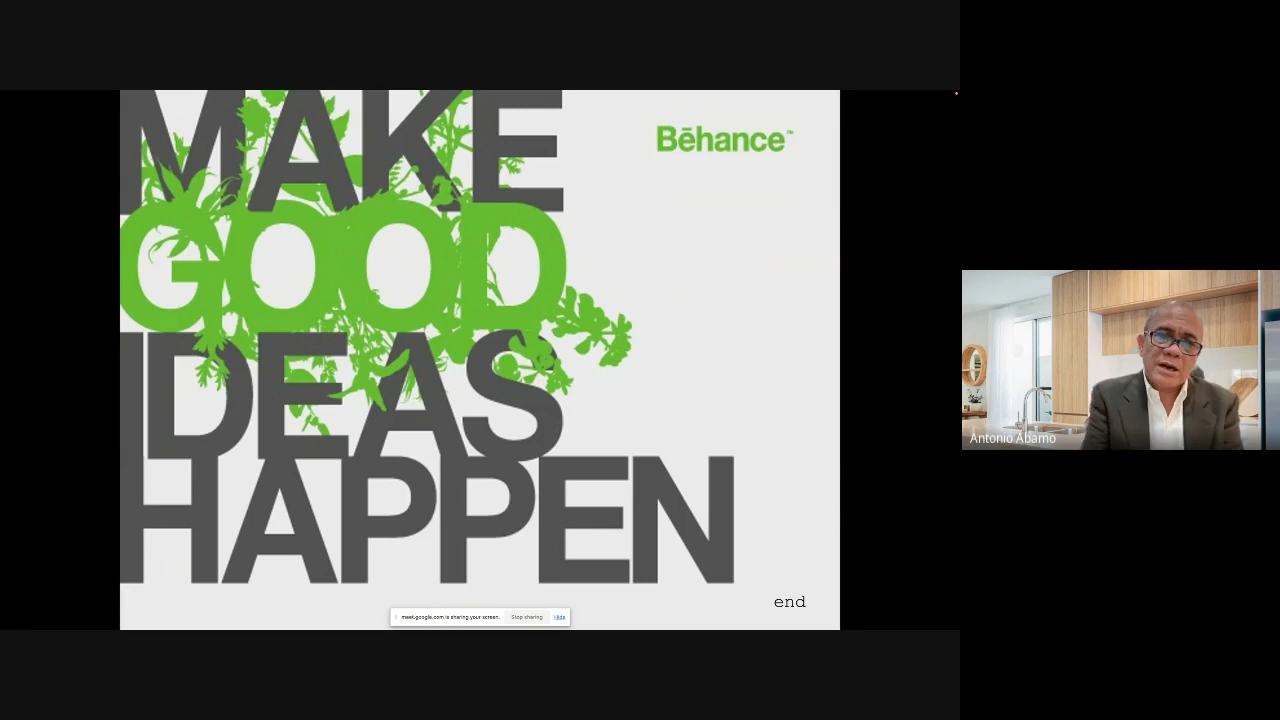 MAKE
GOOD
IDEAS
HAPPEN
Bēhance™
end
meet.google.com is sharing your screen.
Stop sharing
Hide
Antonio Abamo